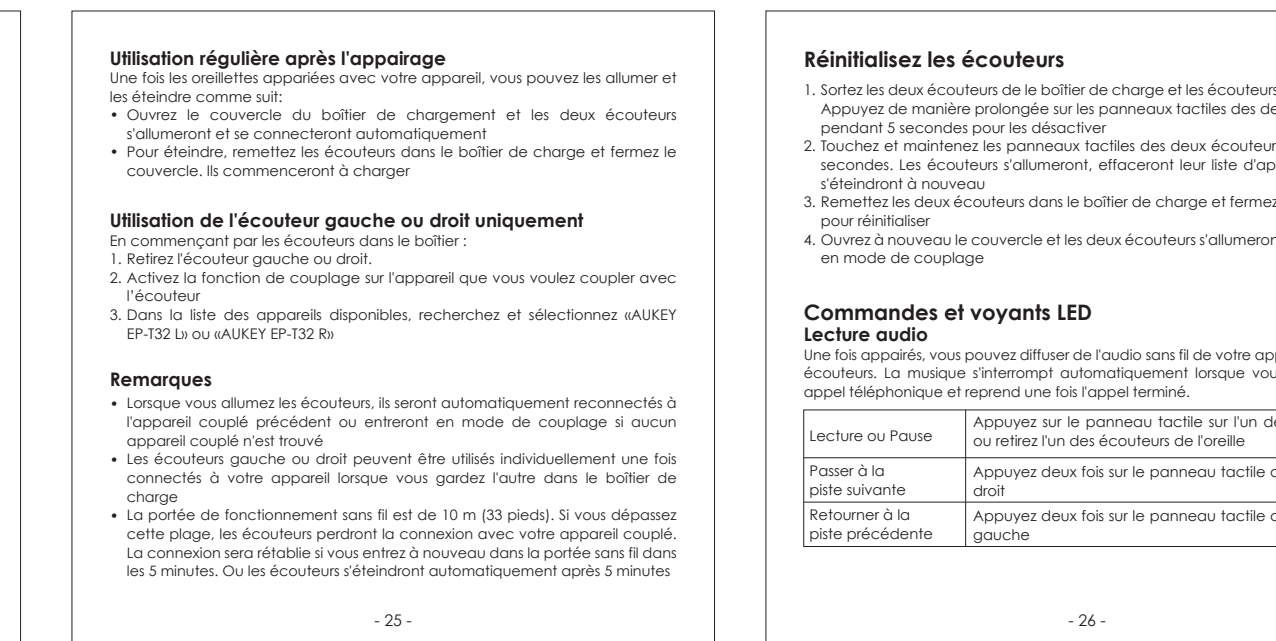 Utilisation régulière après l'appairage
Une fois les oreillettes appariées avec votre appareil, vous pouvez les allumer et
les éteindre comme suit:
• Ouvrez le couvercle du boîtier de chargement et les deux écouteurs
s'allumeront et se connecteront automatiquement
• Pour éteindre, remettez les écouteurs dans le boîtier de charge et fermez le
couvercle. Ils commenceront à charger
Utilisation de l'écouteur gauche ou droit uniquement
En commençant par les écouteurs dans le boîtier :
1. Retirez l'écouteur gauche ou droit.
2. Activez la fonction de couplage sur l'appareil que vous voulez coupler avec
l'écouteur
3. Dans la liste des appareils disponibles, recherchez et sélectionnez «AUKEY
EP-T32 L» ou «AUKEY EP-T32 R»
Remarques
• Lorsque vous allumez les écouteurs, ils seront automatiquement reconnectés à
l'appareil couplé précédent ou entreront en mode de couplage si aucun
appareil couplé n'est trouvé
• Les écouteurs gauche ou droit peuvent être utilisés individuellement une fois
connectés à votre appareil lorsque vous gardez l'autre dans le boîtier de
charge
• La portée de fonctionnement sans fil est de 10 m (33 pieds). Si vous dépassez
cette plage, les écouteurs perdront la connexion avec votre appareil couplé.
La connexion sera rétablie si vous entrez à nouveau dans la portée sans fil dans
les 5 minutes. Ou les écouteurs s'éteindront automatiquement après 5 minutes
- 25 -
Réinitialisez les écouteurs
1. Sortez les deux écouteurs de le boîtier de charge et les écouteurs
Appuyez de manière prolongée sur les panneaux tactiles des de
pendant 5 secondes pour les désactiver
2. Touchez et maintenez les panneaux tactiles des deux écouteur
secondes. Les écouteurs s'allumeront, effaceront leur liste d'ap
s'éteindront à nouveau
3. Remettez les deux écouteurs dans le boîtier de charge et fermez
pour réinitialiser
4. Ouvrez à nouveau le couvercle et les deux écouteurs s'allumeron
en mode de couplage
Commandes et voyants LED
Lecture audio
Une fois appairés, vous pouvez diffuser de l'audio sans fil de votre app
écouteurs. La musique s'interrompt automatiquement lorsque vou
appel téléphonique et reprend une fois l'appel terminé.
Lecture ou Pause
Appuyez sur le panneau tactile sur l'un de
ou retirez l'un des écouteurs de l'oreille
Passer à la
piste suivante
Appuyez deux fois sur le panneau tactile d
droit
Retourner à la
piste précédente
Appuyez deux fois sur le panneau tactile d
gauche
- 26 -